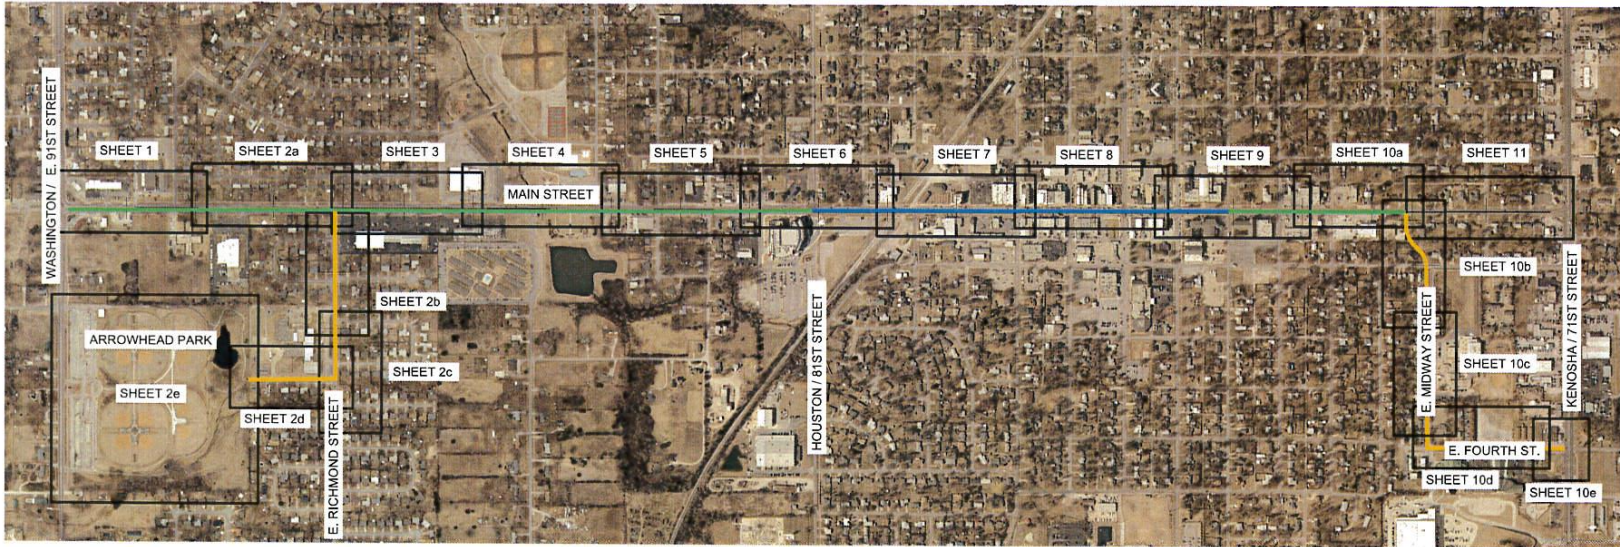 SHEET 1
SHEET 2a
SHEET 3
SHEET 4
SHEET 5
SHEET 6
SHEET 7
SHEET 8
SHEET 9
SHEET 10a
SHEET 11
WASHINGTON / E. 91ST STREET
MAIN STREET
SHEET 10b
SHEET 2b
ARROWHEAD PARK
SHEET 2c
SHEET 2e
SHEET 2d
E. RICHMOND STREET
HOUSTON / 81ST STREET
E. MIDWAY STREET
SHEET 10c
KENOSHA / 71ST STREET
E. FOURTH ST.
SHEET 10d
SHEET 10e